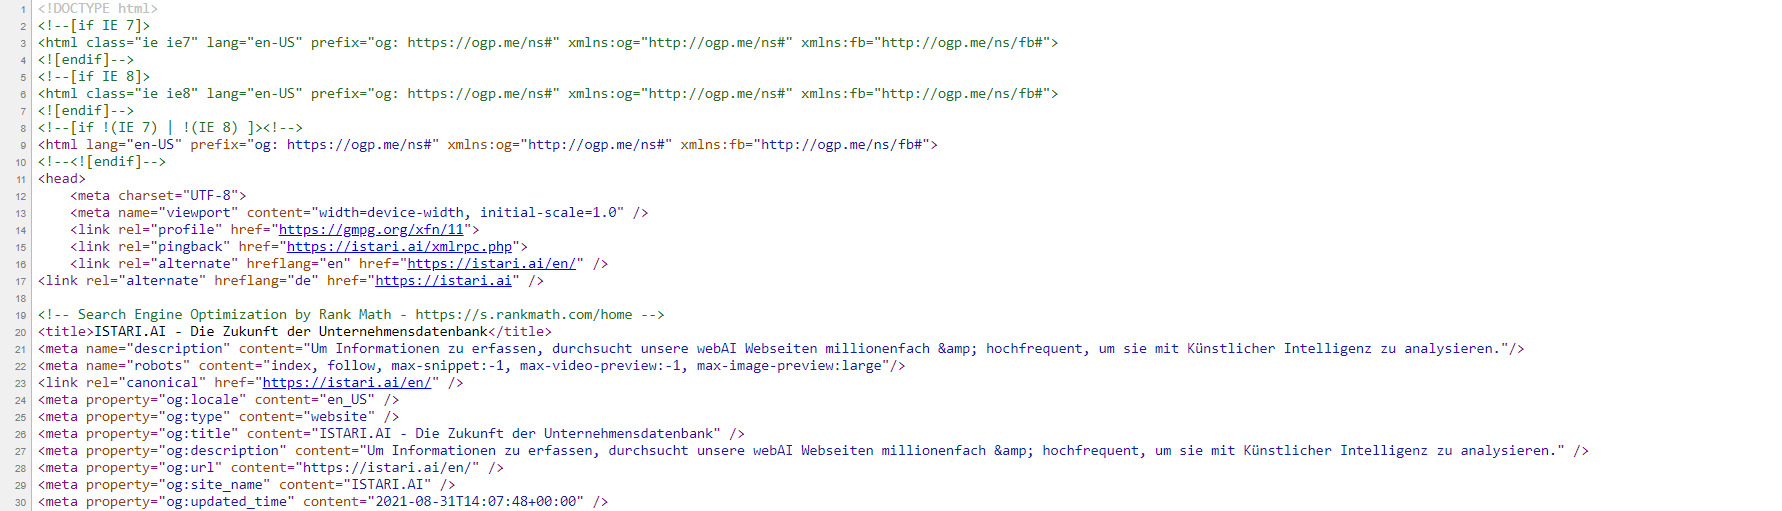 1 <!DOCTYPE html>
2 <!--[if IE 7]>
3 <html class="ie ie7" lang="en-US" prefix="og: https://ogp.me/ns#" xmlns:og="http://ogp.me/ns#" xmlns:fb="http://ogp.me/ns/fb#">
4 <![endif]-->
5 <!--[if IE 8]>
6 <html class="ie ie8" lang="en-US" prefix="og: https://ogp.me/ns#" xmlns:og="http://ogp.me/ns#" xmlns:fb="http://ogp.me/ns/fb#">
7 <![endif]-->
8 <!--[if !(IE 7) | !(IE 8) ]><!-->
9 <html lang="en-US" prefix="og: https://ogp.me/ns#" xmlns:og="http://ogp.me/ns#" xmlns:fb="http://ogp.me/ns/fb#">
10 <!--<![endif]-->
11 <head>
12     <meta charset="UTF-8">
13     <meta name="viewport" content="width=device-width, initial-scale=1.0" />
14     <link rel="profile" href="https://gmpg.org/xfn/11">
15     <link rel="pingback" href="https://istari.ai/xmlrpc.php">
16     <link rel="alternate" hreflang="en" href="https://istari.ai/en/" />
17 <link rel="alternate" hreflang="de" href="https://istari.ai" />
18
19 <!-- Search Engine Optimization by Rank Math - https://s.rankmath.com/home -->
20 <title>ISTARI.AI - Die Zukunft der Unternehmensdatenbank</title>
21 <meta name="description" content="Um Informationen zu erfassen, durchsucht unsere webAI Webseiten millionenfach &amp; hochfrequent, um sie mit Künstlicher Intelligenz zu analysieren."/>
22 <meta name="robots" content="index, follow, max-snippet:-1, max-video-preview:-1, max-image-preview:large"/>
23 <link rel="canonical" href="https://istari.ai/en/" />
24 <meta property="og:locale" content="en_US" />
25 <meta property="og:type" content="website" />
26 <meta property="og:title" content="ISTARI.AI - Die Zukunft der Unternehmensdatenbank" />
27 <meta property="og:description" content="Um Informationen zu erfassen, durchsucht unsere webAI Webseiten millionenfach &amp; hochfrequent, um sie mit Künstlicher Intelligenz zu analysieren." />
28 <meta property="og:url" content="https://istari.ai/en/" />
29 <meta property="og:site_name" content="ISTARI.AI" />
30 <meta property="og:updated_time" content="2021-08-31T14:07:48+00:00" />